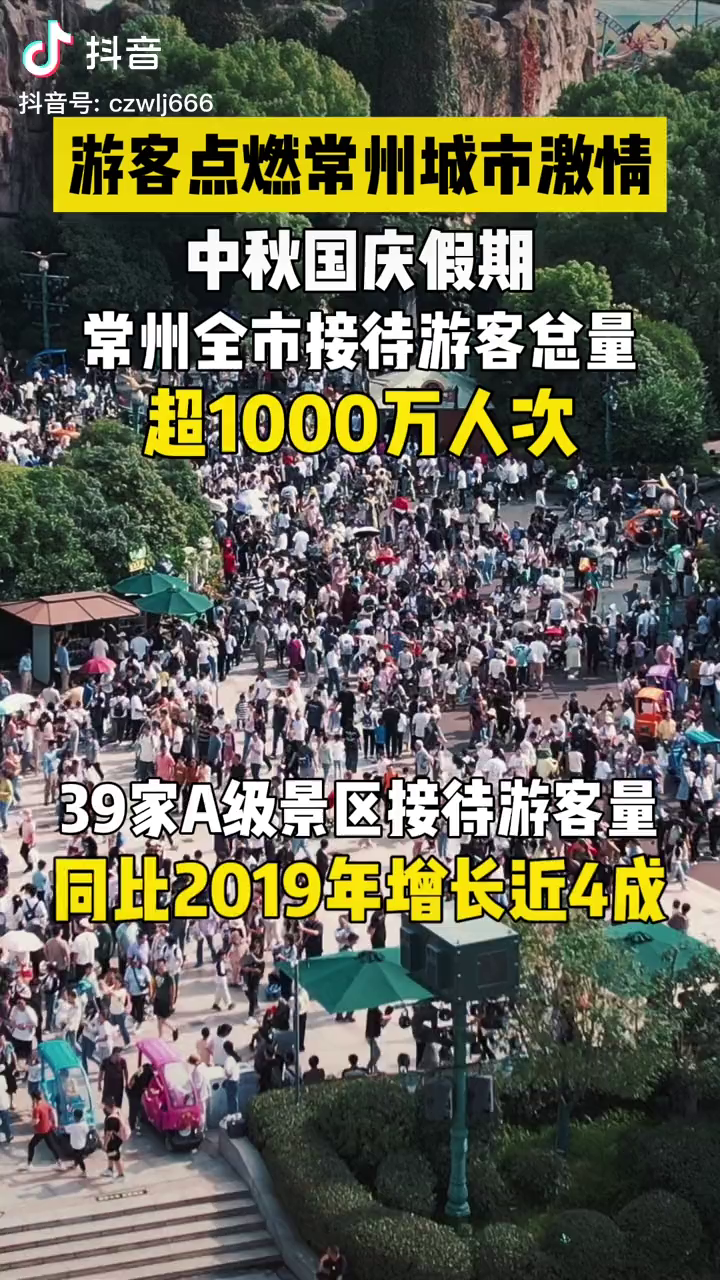 抖音
抖音号: czwlj666
游客点燃常州城市激情
中秋国庆假期
常州全市接待游客总量
超1000万人次
39家A级景区接待游客量
同比2019年增长近4成